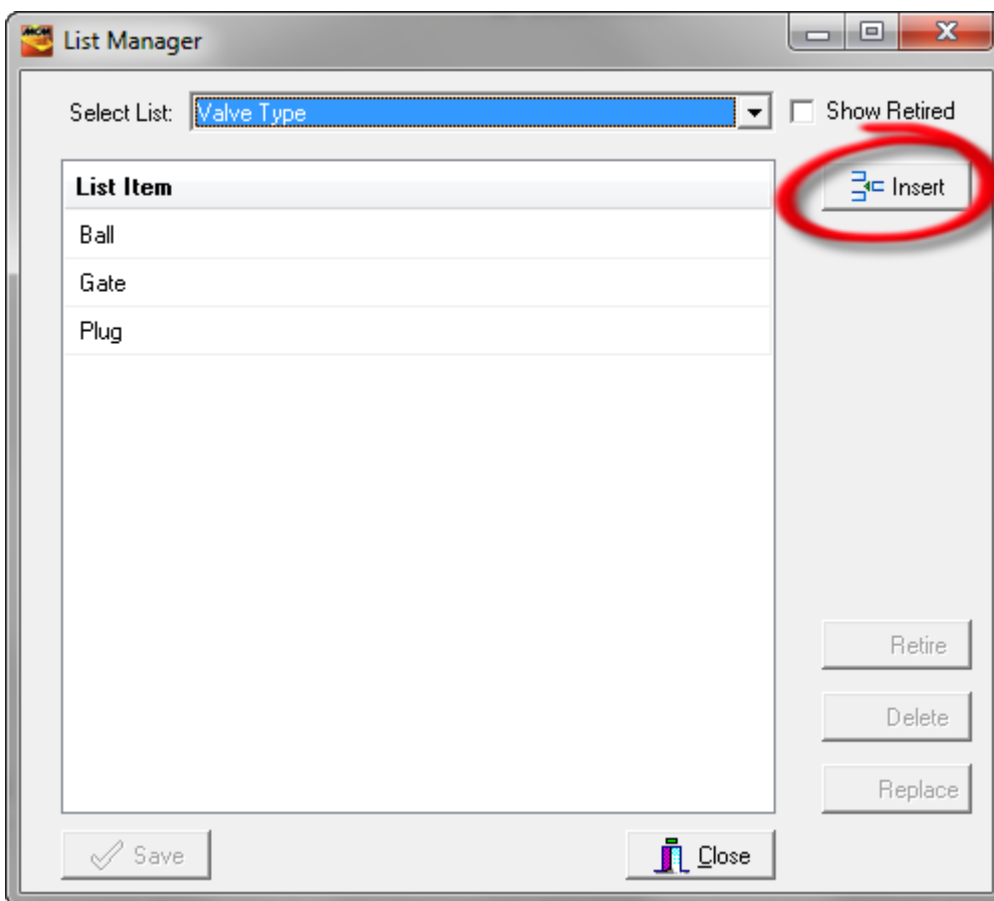 MCM
List Manager
Select List: Valve Type Show Retired
List Item
Insert
Ball
Gate
Plug
Retire
Delete
Replace
Save Close